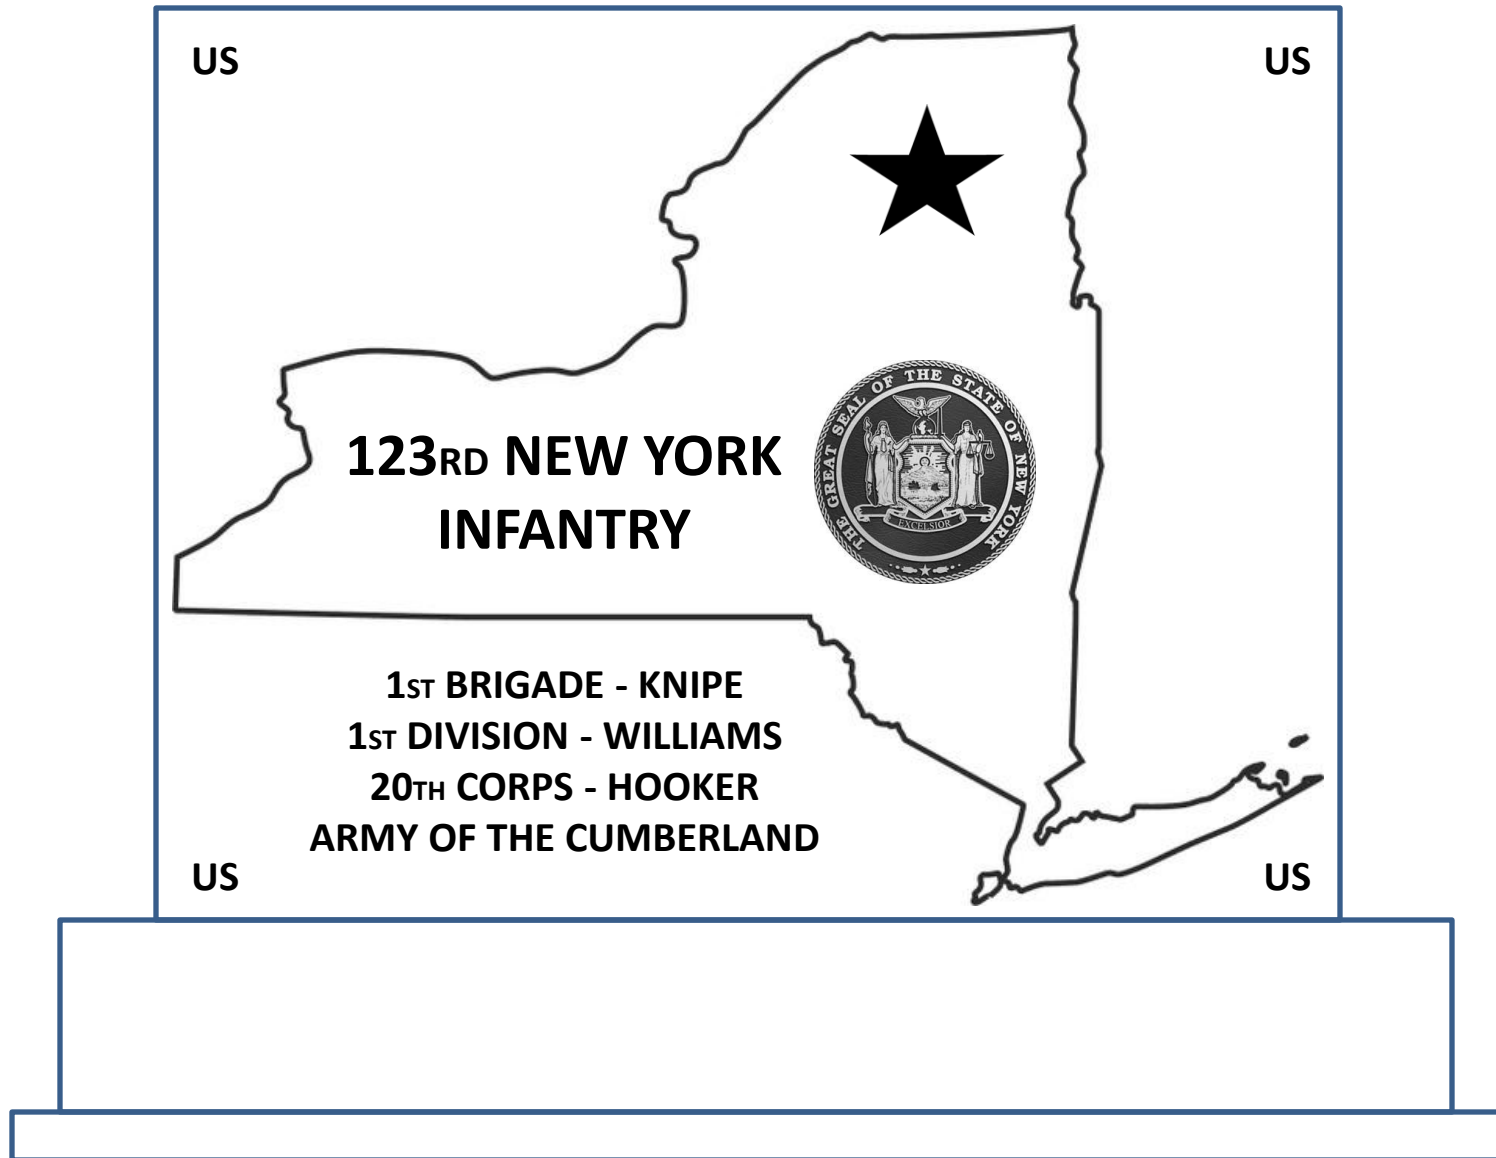 US
US
123RD NEW YORK
INFANTRY
THE GREAT SEAL OF THE STATE OF NEW YORK
EXCELSIOR
1ST BRIGADE - KNIPE
1ST DIVISION - WILLIAMS
20TH CORPS - HOOKER
ARMY OF THE CUMBERLAND
US
US